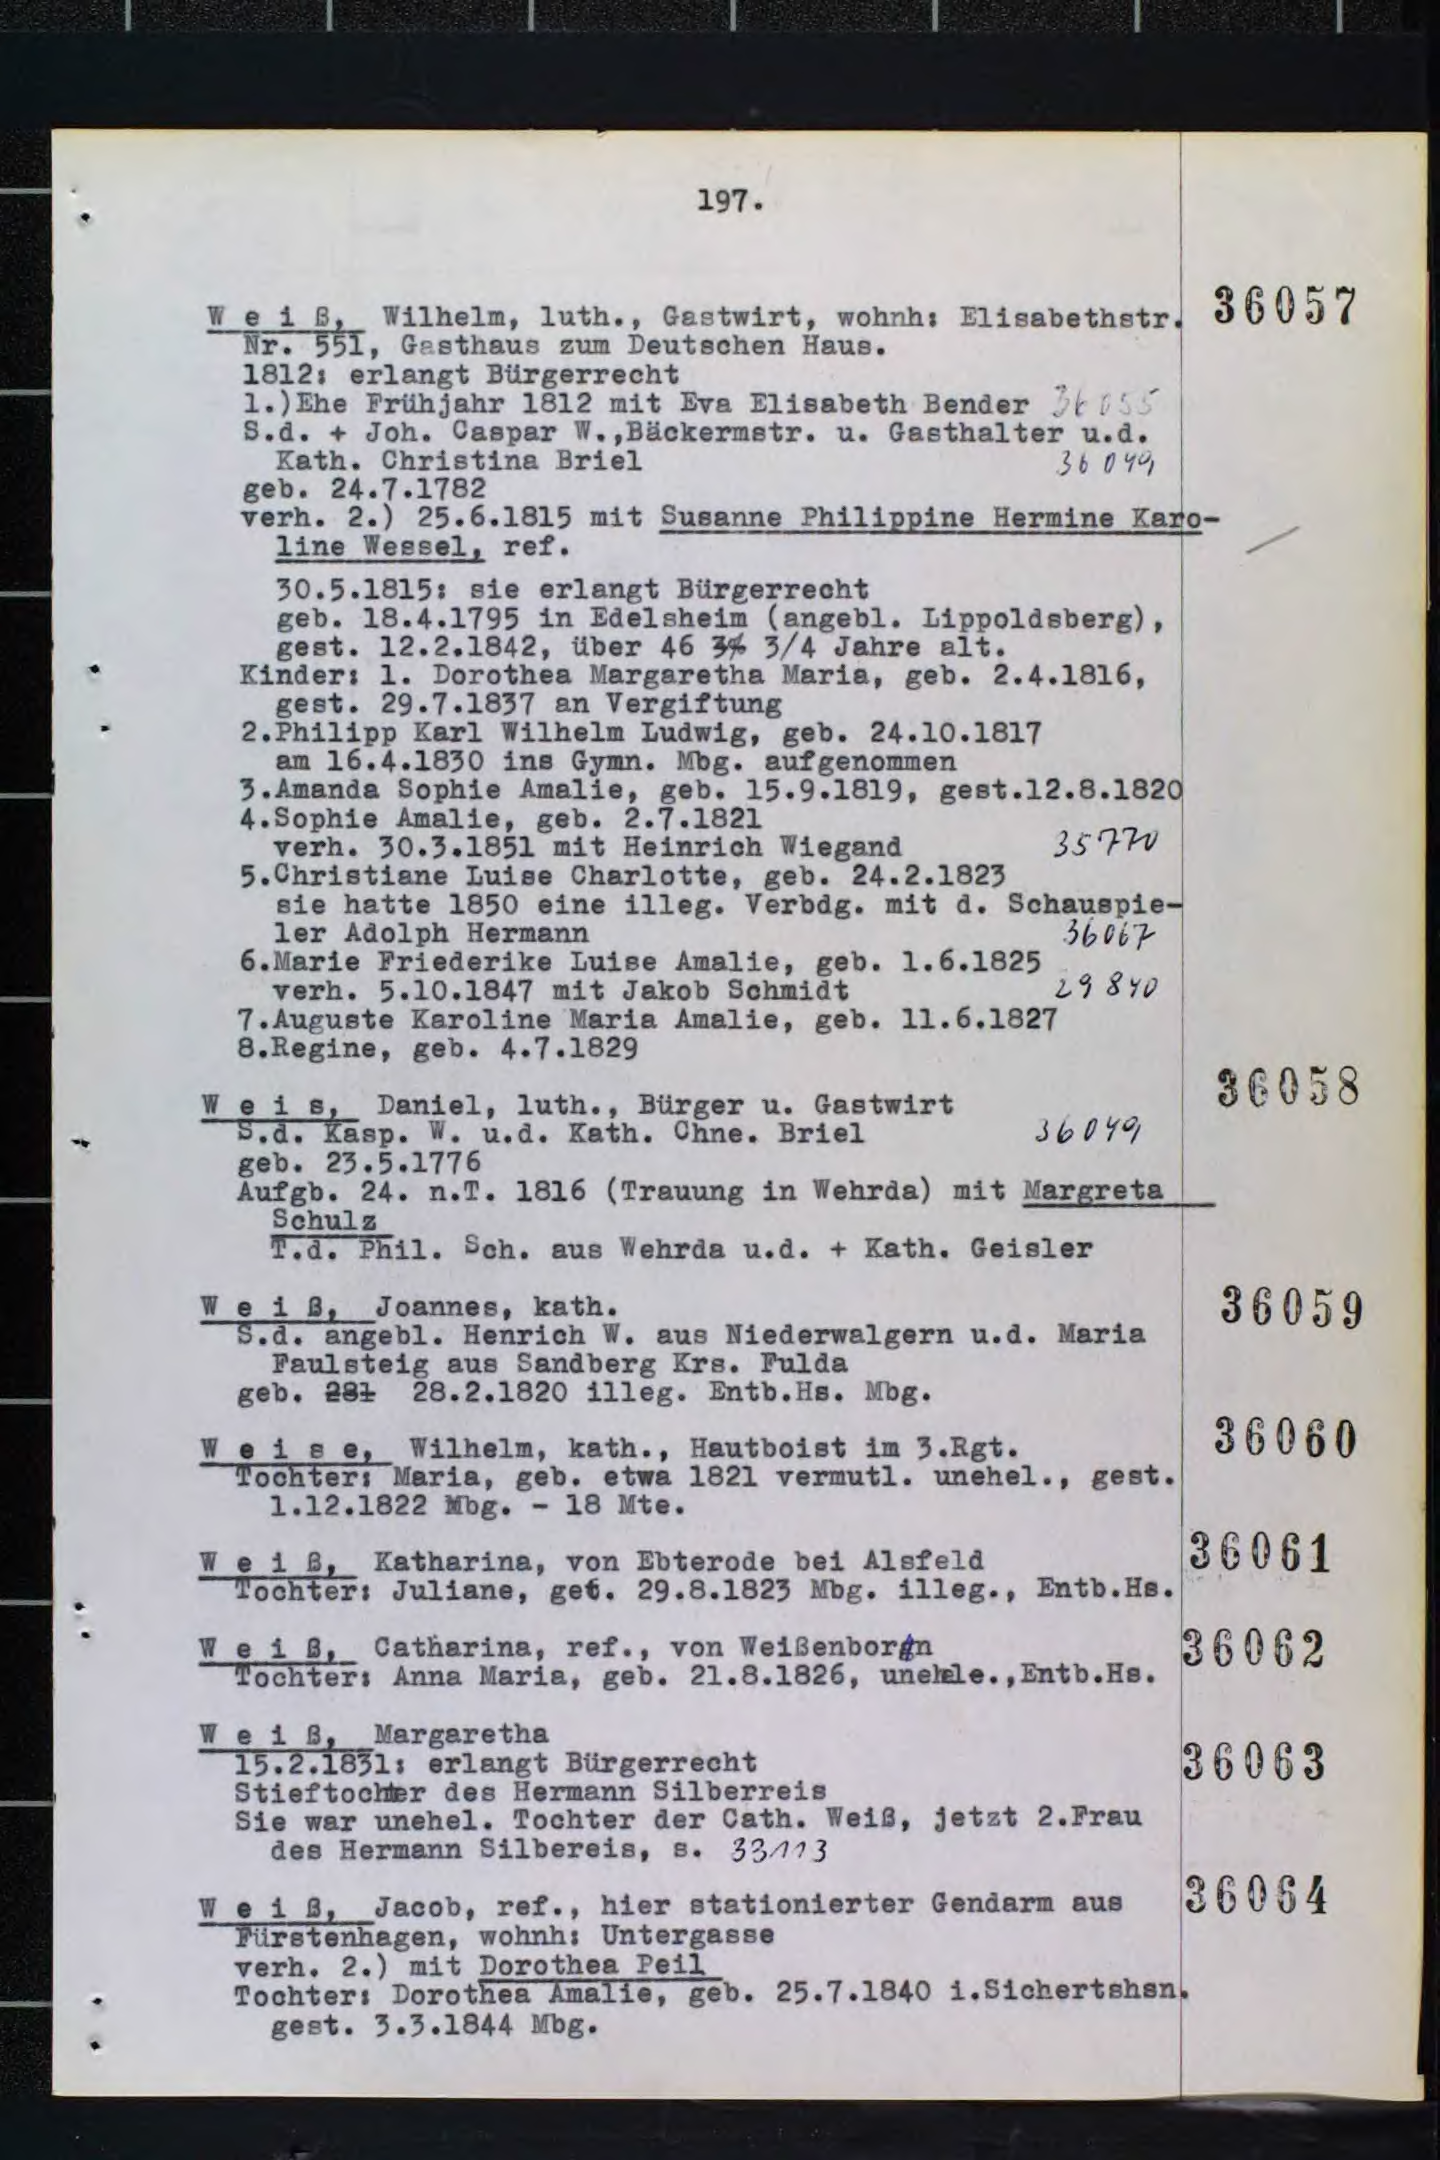 197.
W e i ß, Wilhelm, luth., Gastwirt, wohnh: Elisabethstr. 36057
Nr. 551, Gasthaus zum Deutschen Haus.
1812: erlangt Bürgerrecht
1.)Ehe Frühjahr 1812 mit Eva Elisabeth Bender 36055
S.d. + Joh. Caspar W.,Bäckermstr. u. Gasthalter u.d.
Kath. Christina Briel 36049
geb. 24.7.1782
verh. 2.) 25.6.1815 mit Susanne Philippine Hermine Karo-
line Wessel, ref.
30.5.1815: sie erlangt Bürgerrecht
geb. 18.4.1795 in Edelsheim (angebl. Lippoldsberg),
gest. 12.2.1842, über 46 3/4 Jahre alt.
Kinder: 1. Dorothea Margaretha Maria, geb. 2.4.1816,
gest. 29.7.1837 an Vergiftung
2.Philipp Karl Wilhelm Ludwig, geb. 24.10.1817
am 16.4.1830 ins Gymn. Mbg. aufgenommen
3.Amanda Sophie Amalie, geb. 15.9.1819, gest.12.8.1820
4.Sophie Amalie, geb. 2.7.1821
verh. 30.3.1851 mit Heinrich Wiegand 35770
5.Christiane Luise Charlotte, geb. 24.2.1823
sie hatte 1850 eine illeg. Verbdg. mit d. Schauspie-
ler Adolph Hermann 36067
6.Marie Friederike Luise Amalie, geb. 1.6.1825
verh. 5.10.1847 mit Jakob Schmidt 29840
7.Auguste Karoline Maria Amalie, geb. 11.6.1827
8.Regine, geb. 4.7.1829
W e i s, Daniel, luth., Bürger u. Gastwirt 36058
S.d. Kasp. W. u.d. Kath. Chne. Briel 36049
geb. 23.5.1776
Aufgb. 24. n.T. 1816 (Trauung in Wehrda) mit Margreta
Schulz
T.d. Phil. Sch. aus Wehrda u.d. + Kath. Geisler
W e i ß, Joannes, kath. 36059
S.d. angebl. Henrich W. aus Niederwalgern u.d. Maria
Faulsteig aus Sandberg Krs. Fulda
geb. 281 28.2.1820 illeg. Entb.Hs. Mbg.
W e i s e, Wilhelm, kath., Hautboist im 3.Rgt. 36060
Tochter: Maria, geb. etwa 1821 vermutl. unehel., gest.
1.12.1822 Mbg. - 18 Mte.
W e i ß, Katharina, von Ebterode bei Alsfeld 36061
Tochter: Juliane, get. 29.8.1823 Mbg. illeg., Entb.Hs.
W e i ß, Catharina, ref., von Weißenborn 36062
Tochter: Anna Maria, geb. 21.8.1826, unehle.,Entb.Hs.
W e i ß, Margaretha
15.2.1831: erlangt Bürgerrecht 36063
Stieftochter des Hermann Silberreis
Sie war unehel. Tochter der Cath. Weiß, jetzt 2.Frau
des Hermann Silbereis, s. 33113
W e i ß, Jacob, ref., hier stationierter Gendarm aus 36064
Fürstenhagen, wohnh: Untergasse
verh. 2.) mit Dorothea Peil
Tochter: Dorothea Amalie, geb. 25.7.1840 i.Sichertshsn.
gest. 3.3.1844 Mbg.